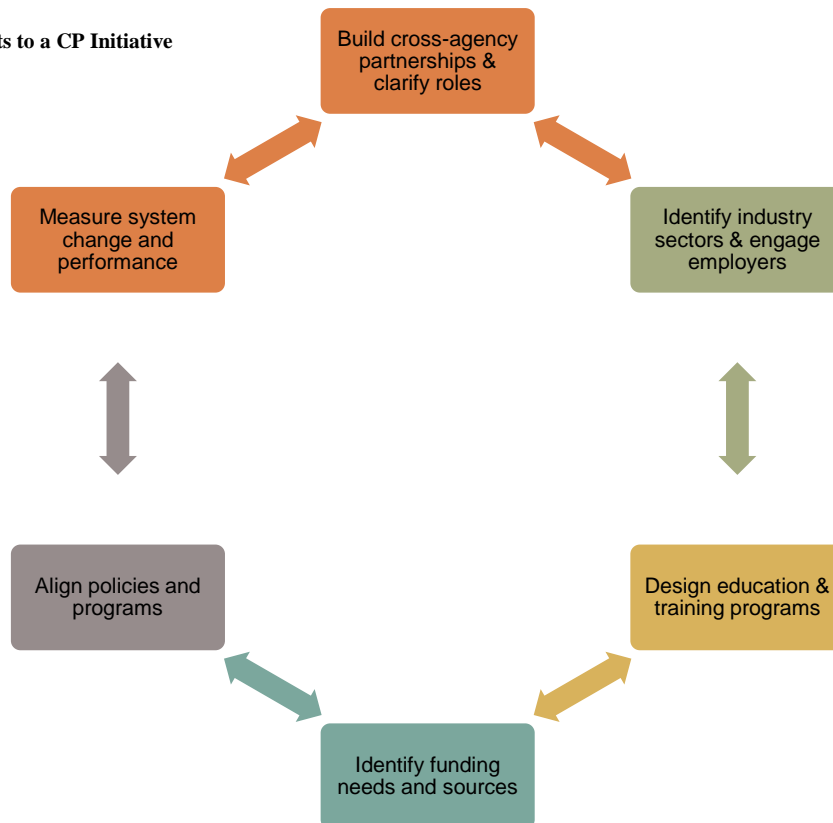 ts to a CP Initiative
Build cross-agency
partnerships &
clarify roles
Identify industry
sectors & engage
employers
Design education &
training programs
Identify funding
needs and sources
Align policies and
programs
Measure system
change and
performance